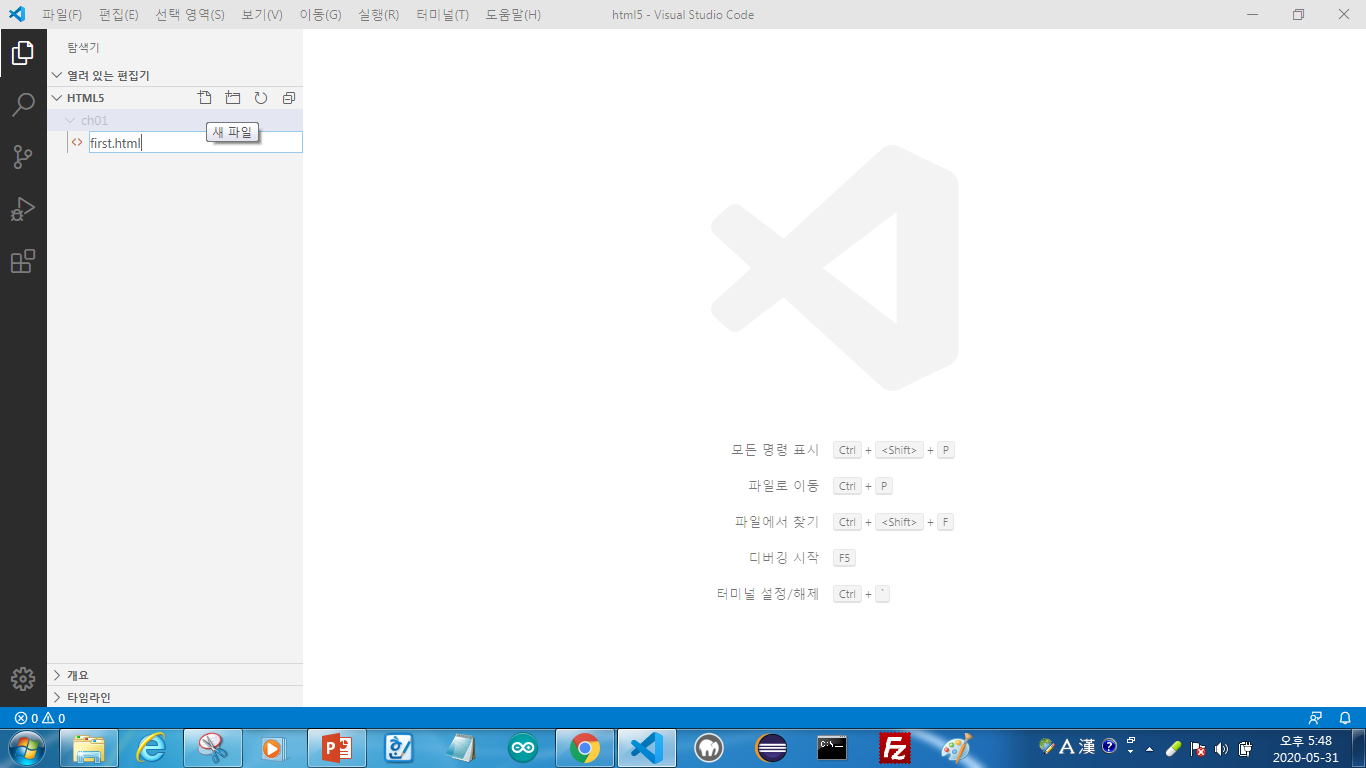 파일(F) 편집(E) 선택 영역(S) 보기(V) 이동(G) 실행(R) 터미널(T) 도움말(H) html5 - Visual Studio Code
탐색기
열려 있는 편집기
HTML5
ch01
새 파일
first.html
모든 명령 표시 Ctrl + <Shift> + P
파일로 이동 Ctrl + P
파일에서 찾기 Ctrl + <Shift> + F
디버깅 시작 F5
터미널 설정/해제 Ctrl + `
개요
타임라인
0 0
A 漢 ?
오후 5:48
2020-05-31
C:\_
P
Fz